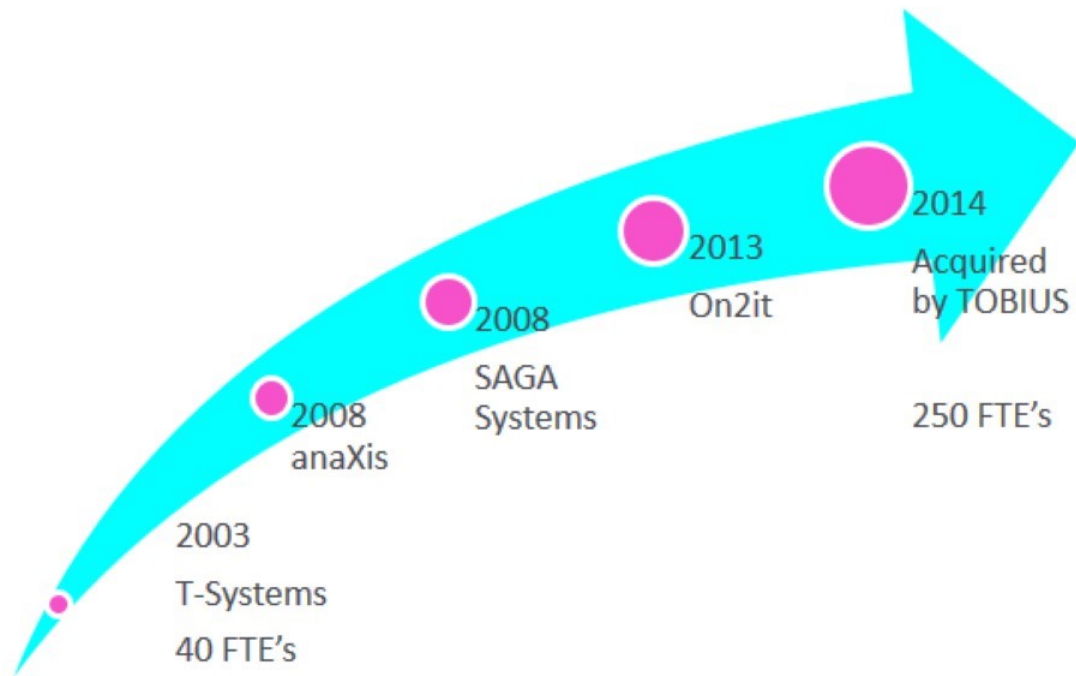 2003
T-Systems
40 FTE's
2008
anaXis
2008
SAGA
Systems
2013
On2it
2014
Acquired
by TOBIUS
250 FTE's